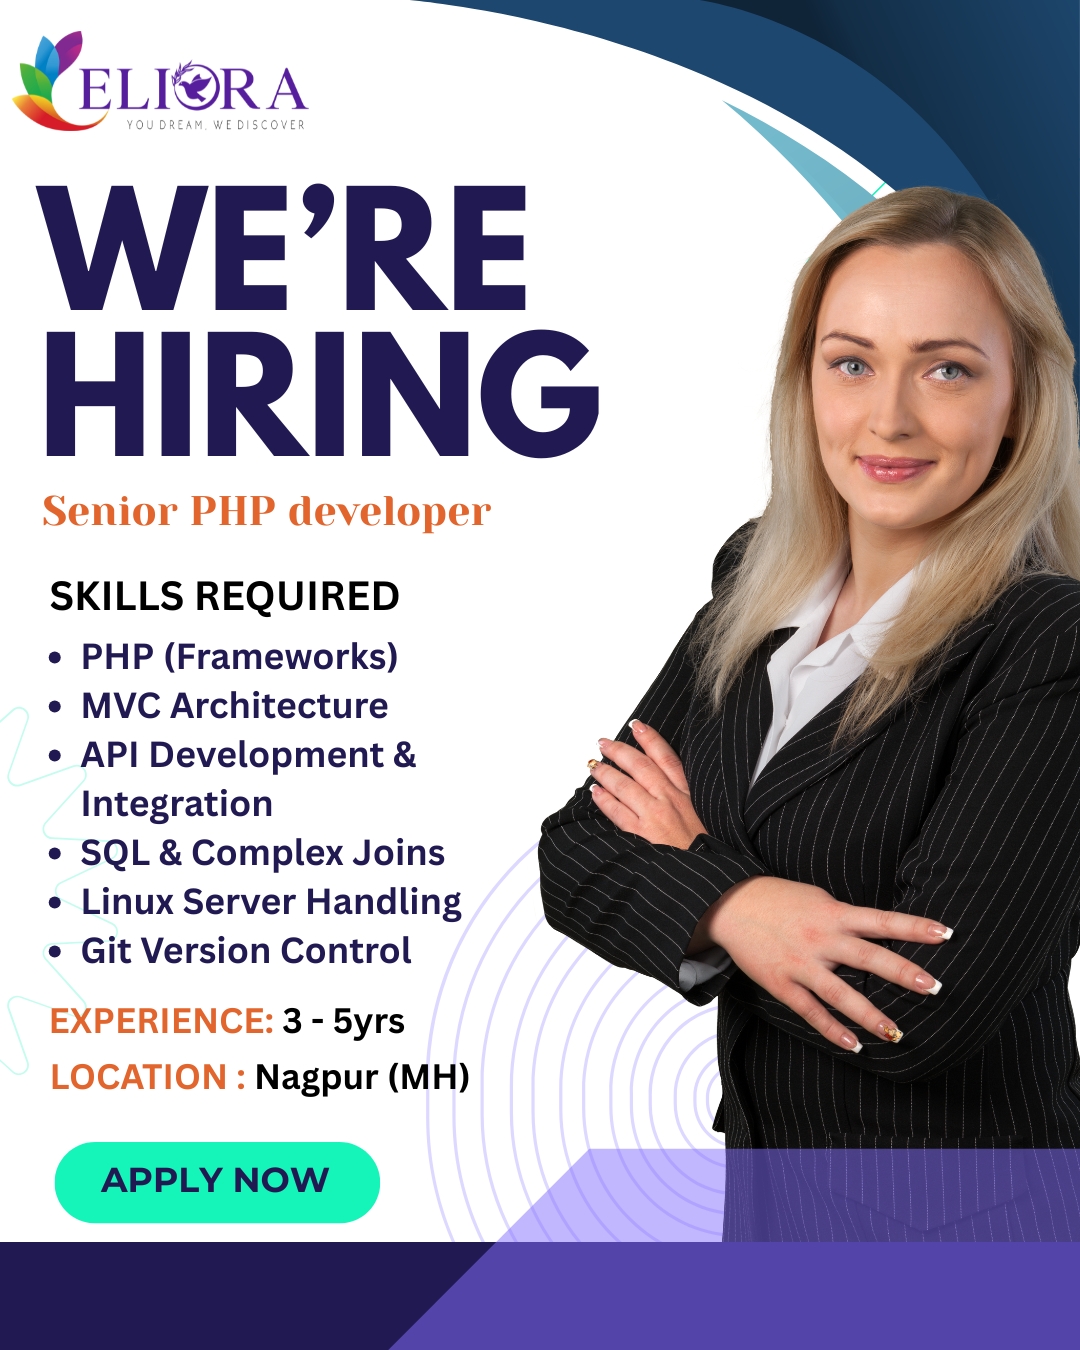 ELIORA
YOU DREAM, WE DISCOVER
WE’RE
HIRING
Senior PHP developer
SKILLS REQUIRED
• PHP (Frameworks)
• MVC Architecture
• API Development &
Integration
• SQL & Complex Joins
• Linux Server Handling
• Git Version Control
EXPERIENCE: 3 - 5yrs
LOCATION : Nagpur (MH)
APPLY NOW